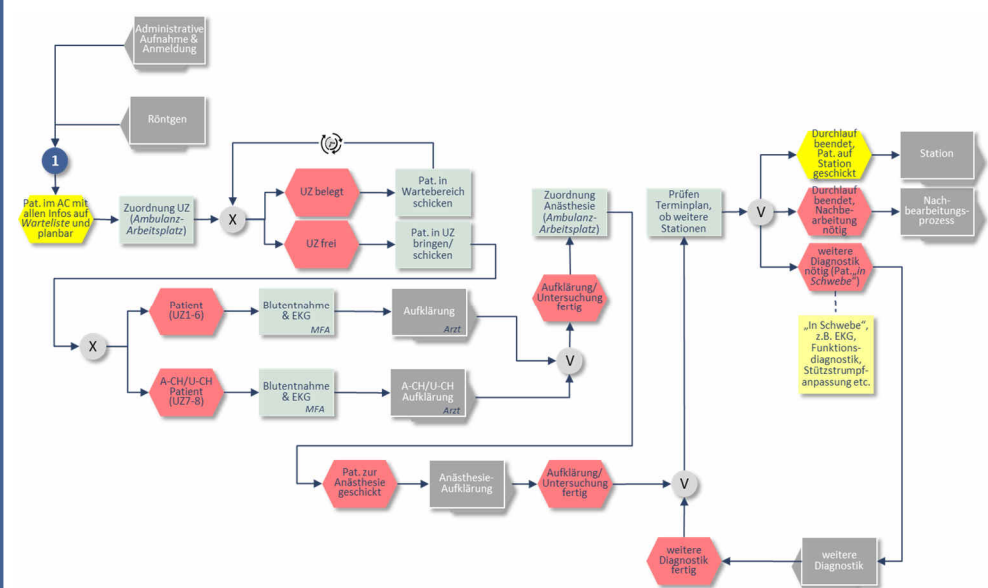 Administrative
Aufnahme &
Anmeldung
Röntgen
1
Pat. im AC mit
allen Infos auf
Warteliste und
planbar
Zuordnung UZ
(Ambulanz-
Arbeitsplatz)
X
UZ belegt
Pat. in
Wartebereich
schicken
UZ frei
Pat. in UZ
bringen/
schicken
X
Patient
(UZ1-6)
Blutentnahme
& EKG
MFA
Aufklärung
Arzt
A-CH/U-CH
Patient
(UZ7-8)
Blutentnahme
& EKG
MFA
A-CH/U-CH
Aufklärung
Arzt
V
Aufklärung/
Untersuchung
fertig
Zuordnung
Anästhesie
(Ambulanz-
Arbeitsplatz)
Pat. zur
Anästhesie
geschickt
Anästhesie-
Aufklärung
Aufklärung/
Untersuchung
fertig
V
Prüfen
Terminplan,
ob weitere
Stationen
V
Durchlauf
beendet,
Pat. auf
Station
geschickt
Station
Durchlauf
beendet,
Nachbe-
arbeitung
nötig
Nach-
bearbeitungs-
prozess
weitere
Diagnostik
nötig (Pat. „in
Schwebe“)
„In Schwebe“,
z.B. EKG,
Funktions-
diagnostik,
Stützstrumpf-
anpassung etc.
weitere
Diagnostik
weitere
Diagnostik
fertig